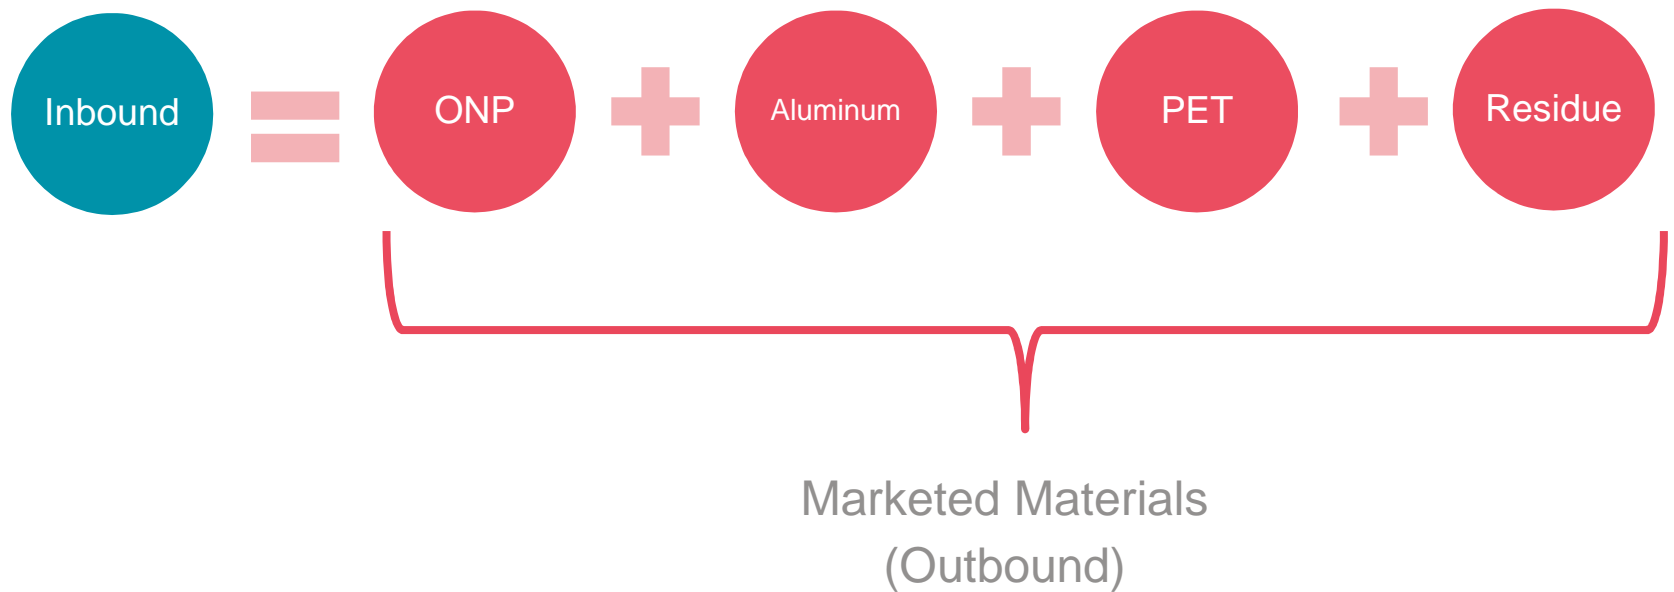 Inbound
ONP
Aluminum
PET
Residue
Marketed Materials
(Outbound)